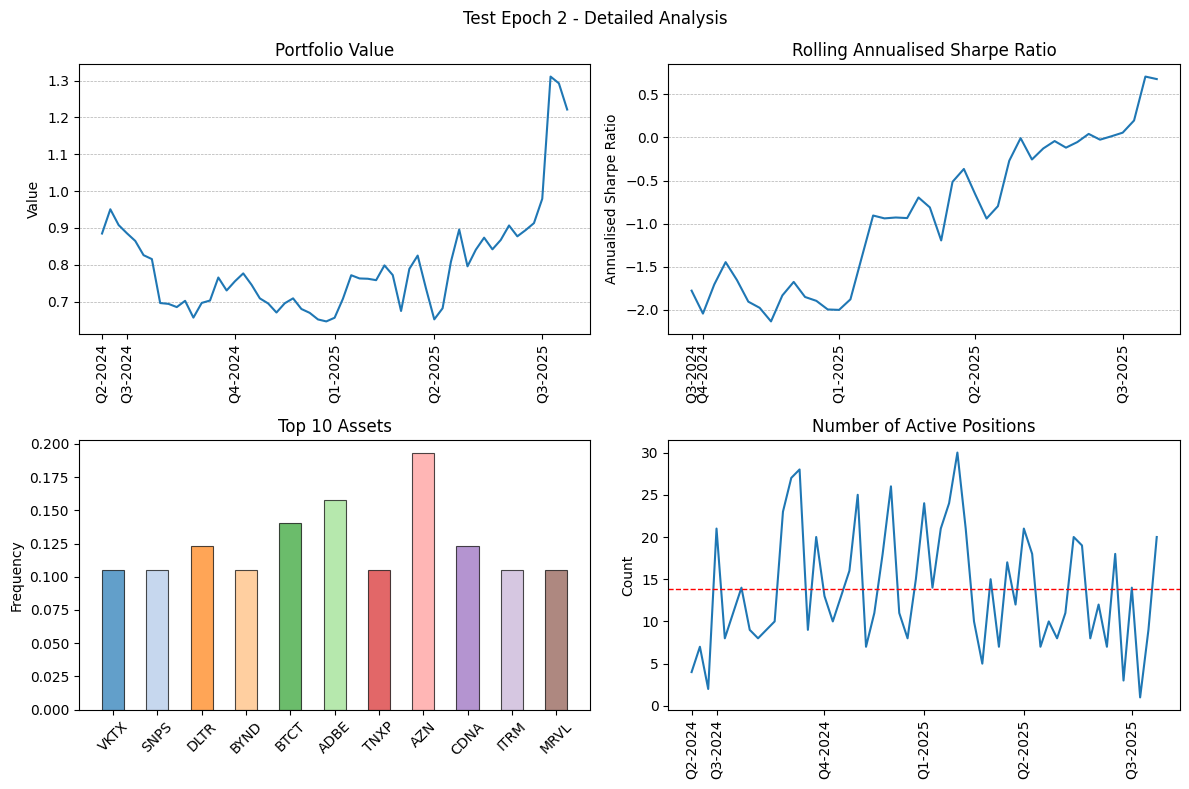 Test Epoch 2 - Detailed Analysis
Portfolio Value
Value
1.3
1.2
1.1
1.0
0.9
0.8
0.7
Q2-2024
Q3-2024
Q4-2024
Q1-2025
Q2-2025
Q3-2025
Rolling Annualised Sharpe Ratio
Annualised Sharpe Ratio
0.5
0.0
−0.5
−1.0
−1.5
−2.0
Q3-2024
Q4-2024
Q1-2025
Q2-2025
Q3-2025
Top 10 Assets
Frequency
0.200
0.175
0.150
0.125
0.100
0.075
0.050
0.025
0.000
VKTX
SNPS
DLTR
BYND
BTCT
ADBE
TNXP
AZN
CDNA
ITRM
MRVL
Number of Active Positions
Count
30
25
20
15
10
5
0
Q2-2024
Q3-2024
Q4-2024
Q1-2025
Q2-2025
Q3-2025